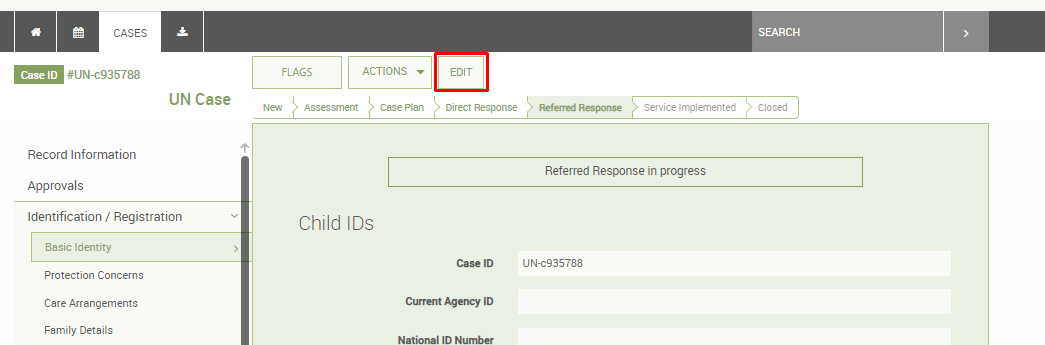 CASES
SEARCH
Case ID #UN-c935788
UN Case
FLAGS
ACTIONS
EDIT
New
Assessment
Case Plan
Direct Response
Referred Response
Service Implemented
Closed
Record Information
Approvals
Identification / Registration
Basic Identity
Protection Concerns
Care Arrangements
Family Details
Referred Response in progress
Child IDs
Case ID UN-c935788
Current Agency ID
National ID Number